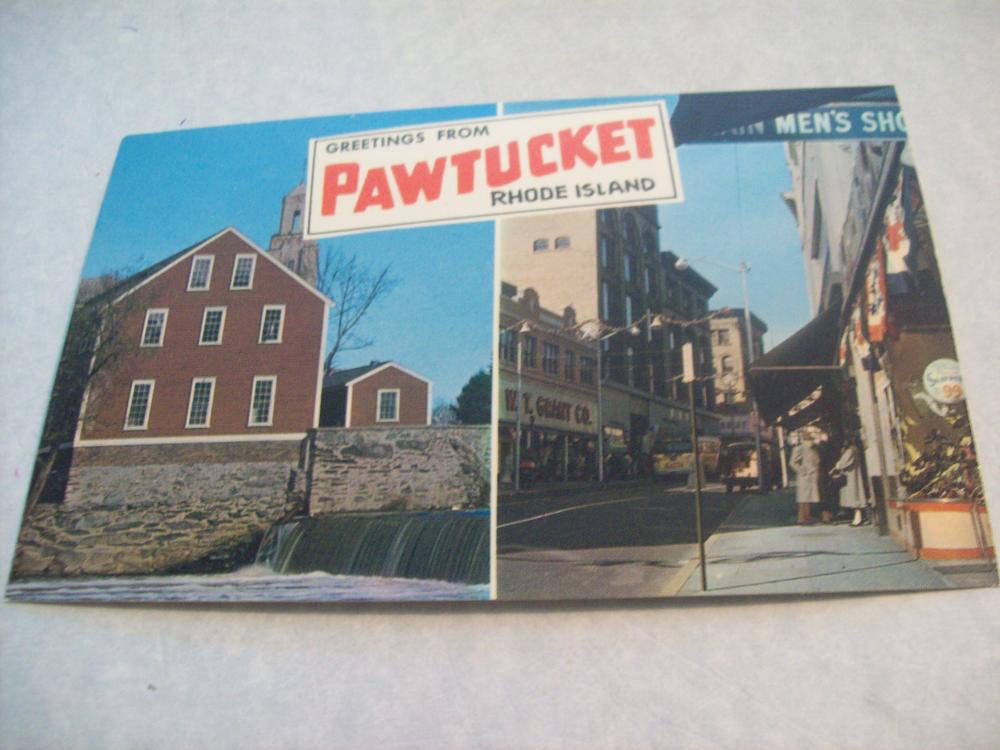 GREETINGS FROM
PAWTUCKET
RHODE ISLAND
MEN'S SHO
W. T. GRANT CO.
99